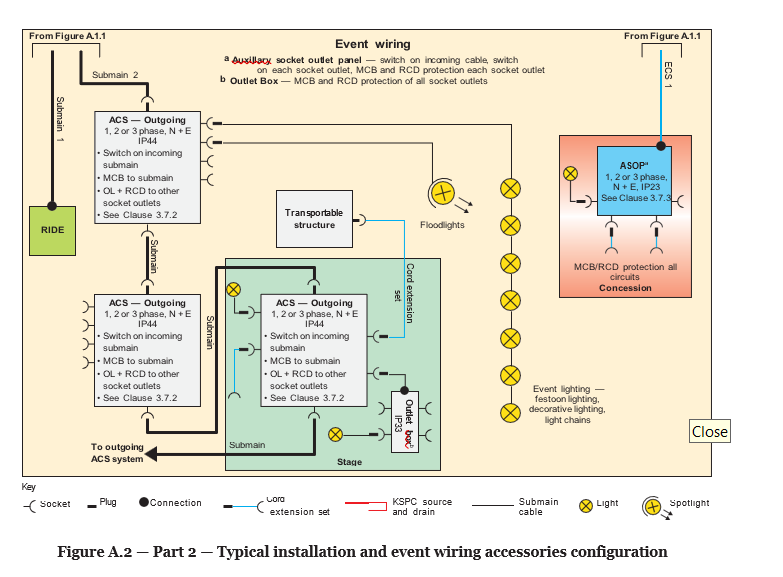 From Figure A.1.1
Event wiring
From Figure A.1.1
a Auxiliary socket outlet panel — switch on incoming cable, switch
on each socket outlet, MCB and RCD protection each socket outlet
b Outlet Box — MCB and RCD protection of all socket outlets
Submain 2
Submain 1
ECS 1
ACS — Outgoing
1, 2 or 3 phase, N + E
IP44
• Switch on incoming
submain
• MCB to submain
• OL + RCD to other
socket outlets
• See Clause 3.7.2
RIDE
Transportable
structure
Floodlights
ASOPa
1, 2 or 3 phase,
N + E, IP23
See Clause 3.7.3
MCB/RCD protection all
circuits
Concession
Submain
Cord extension
set
ACS — Outgoing
1, 2 or 3 phase, N + E
IP44
• Switch on incoming
submain
• MCB to submain
• OL + RCD to other
socket outlets
• See Clause 3.7.2
Submain
ACS — Outgoing
1, 2 or 3 phase, N + E
IP44
• Switch on incoming
submain
• MCB to submain
• OL + RCD to other
socket outlets
• See Clause 3.7.2
Outlet boxb
IP33
Event lighting —
festoon lighting,
decorative lighting,
light chains
Close
To outgoing
ACS system
Submain
Stage
Key
Socket
Plug
Connection
Cord
extension set
KSPC source
and drain
Submain
cable
Light
Spotlight
Figure A.2 — Part 2 — Typical installation and event wiring accessories configuration